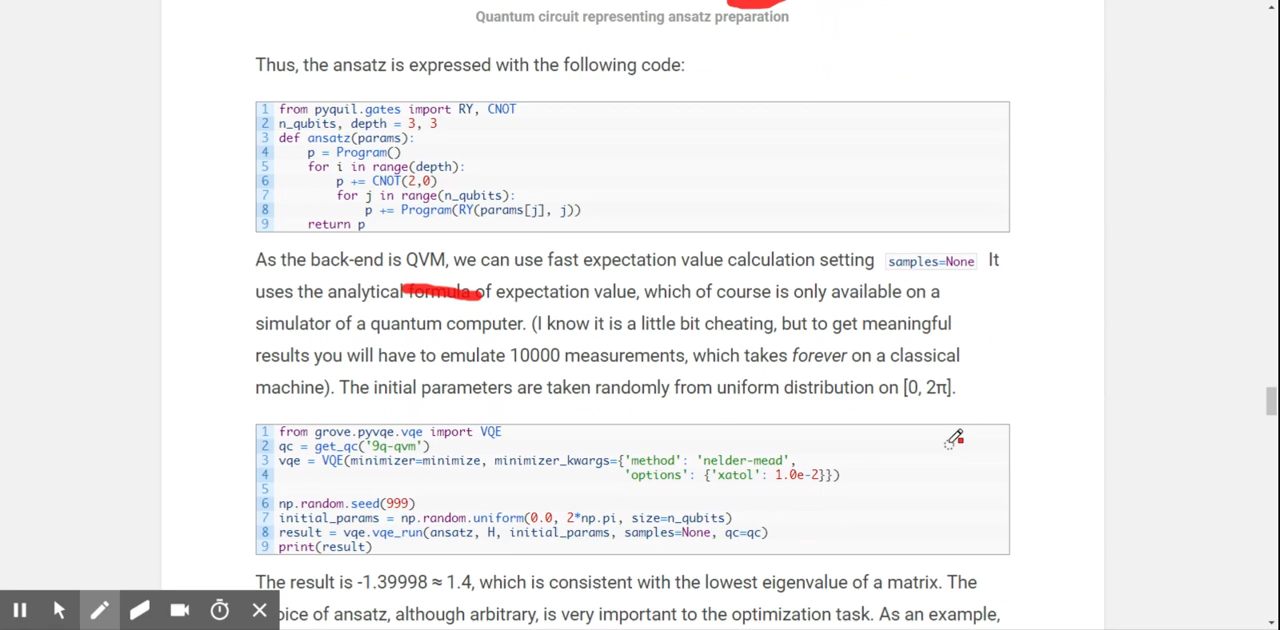 Quantum circuit representing ansatz preparation
Thus, the ansatz is expressed with the following code:
1 from pyquil.gates import RY, CNOT
2 n_qubits, depth = 3, 3
3 def ansatz(params):
4     p = Program()
5     for i in range(depth):
6         p += CNOT(2,0)
7         for j in range(n_qubits):
8             p += Program(RY(params[j], j))
9     return p
As the back-end is QVM, we can use fast expectation value calculation setting samples=None It
uses the analytical formula of expectation value, which of course is only available on a
simulator of a quantum computer. (I know it is a little bit cheating, but to get meaningful
results you will have to emulate 10000 measurements, which takes forever on a classical
machine). The initial parameters are taken randomly from uniform distribution on [0, 2π].
1 from grove.pyvqe.vqe import VQE
2 qc = get_qc('9q-qvm')
3 vqe = VQE(minimizer=minimize, minimizer_kwargs={'method': 'nelder-mead',
4                                                 'options': {'xatol': 1.0e-2}})
5
6 np.random.seed(999)
7 initial_params = np.random.uniform(0.0, 2*np.pi, size=n_qubits)
8 result = vqe.vqe_run(ansatz, H, initial_params, samples=None, qc=qc)
9 print(result)
The result is -1.39998 ≈ 1.4, which is consistent with the lowest eigenvalue of a matrix. The
of ansatz, although arbitrary, is very important to the optimization task. As an example,